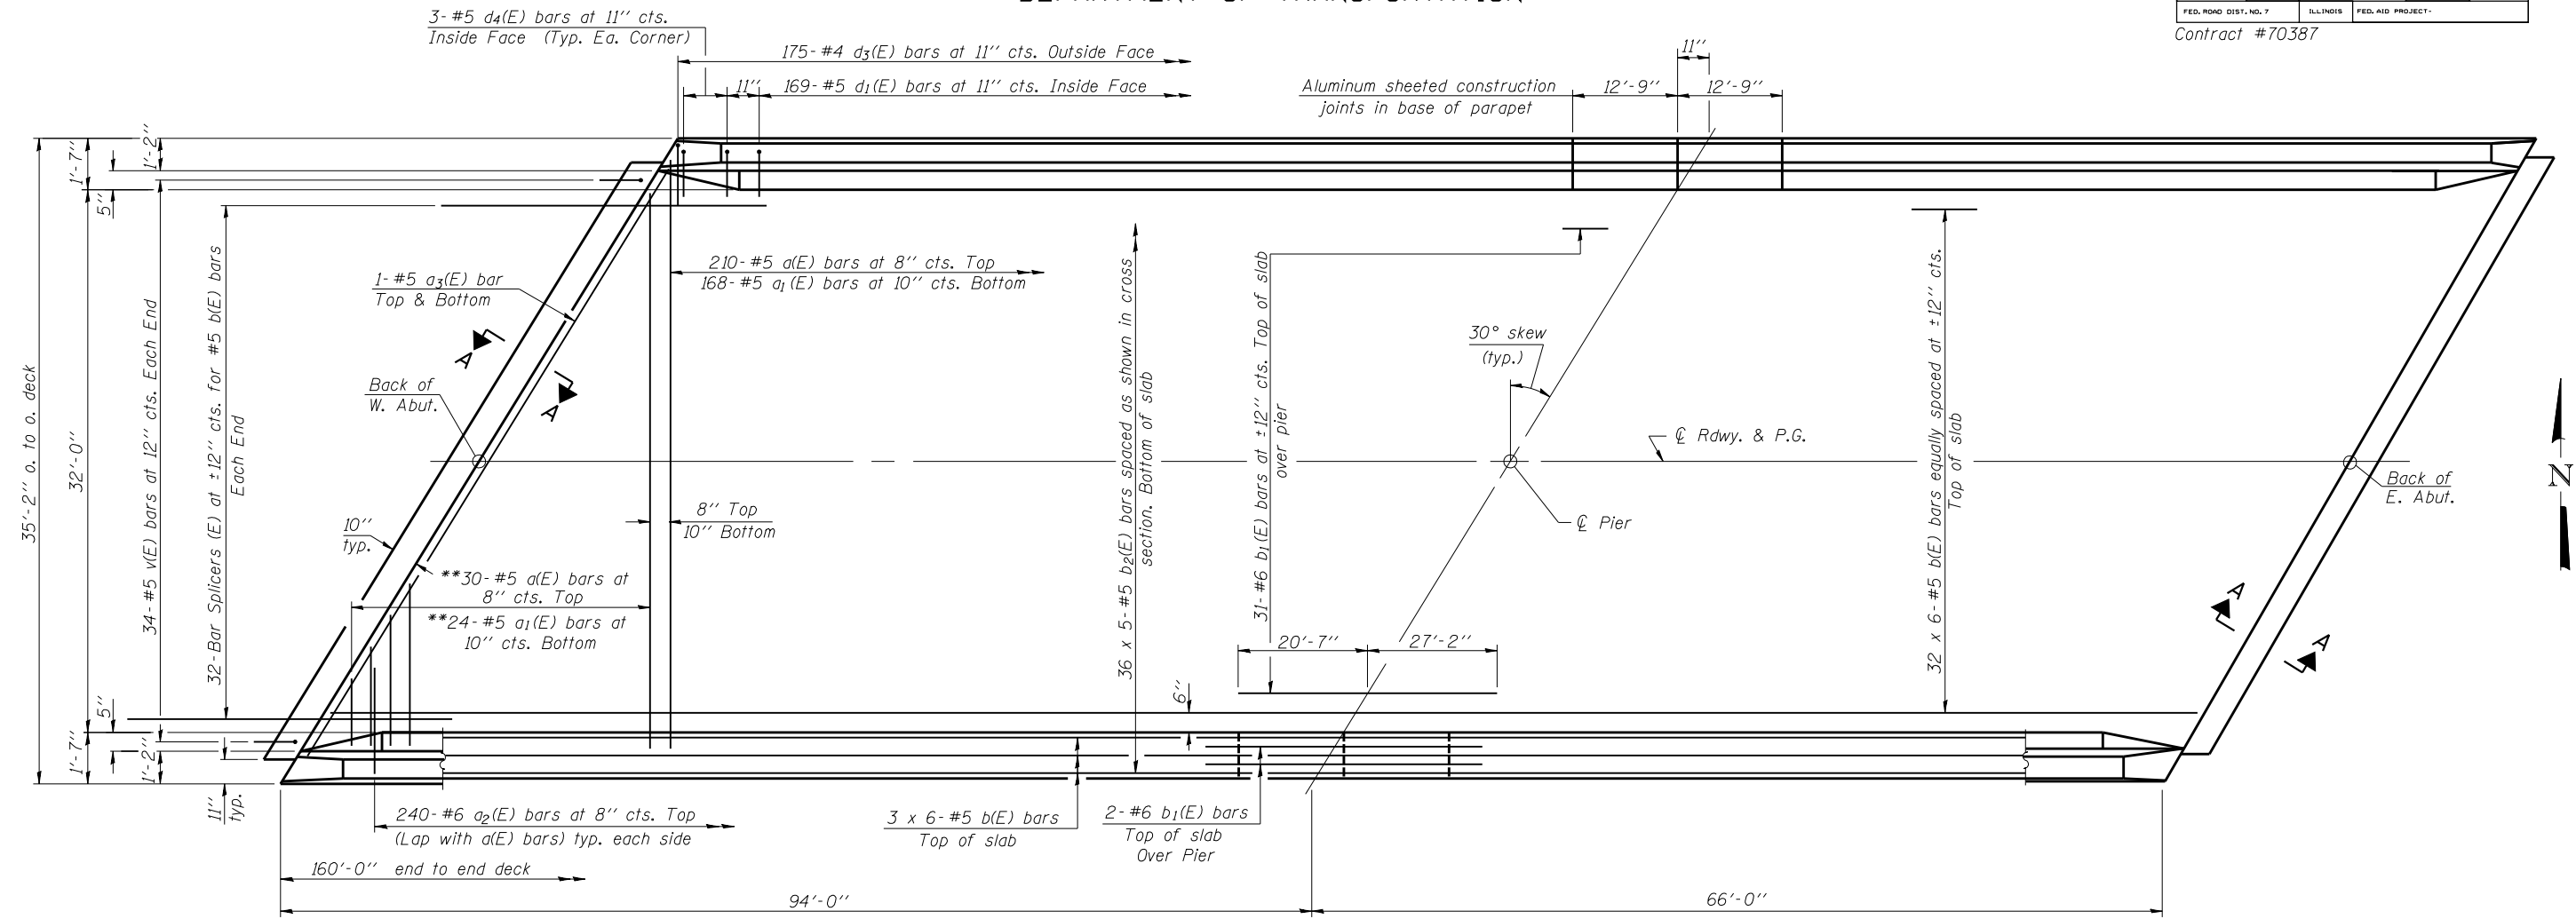 FED. ROAD DIST. NO. 7 ILLINOIS FED. AID PROJECT-
Contract #70387
3-#5 d4(E) bars at 11'' cts.
Inside Face (Typ. Ea. Corner)
175-#4 d3(E) bars at 11'' cts. Outside Face
11'' 169-#5 d1(E) bars at 11'' cts. Inside Face
Aluminum sheeted construction
joints in base of parapet
11''
12'-9'' 12'-9''
35'-2'' o. to o. deck
1'-7''
1'-2''
5''
32'-0''
5''
1'-7''
1'-2''
34-#5 v(E) bars at 12'' cts. Each End
32-Bar Splicers (E) at ±12'' cts. for #5 b(E) bars
Each End
11''
typ.
1-#5 a3(E) bar
Top & Bottom
210-#5 a(E) bars at 8'' cts. Top
168-#5 a1(E) bars at 10'' cts. Bottom
A
A
Back of
W. Abut.
10''
typ.
8'' Top
10'' Bottom
**30-#5 a(E) bars at
8'' cts. Top
**24-#5 a1(E) bars at
10'' cts. Bottom
36 x 5-#5 b2(E) bars spaced as shown in cross
section. Bottom of slab
31-#6 b1(E) bars at ±12'' cts. Top of slab
over pier
30° skew
(typ.)
℄ Rdwy. & P.G.
℄ Pier
32 x 6-#5 b(E) bars equally spaced at ±12'' cts.
Top of slab
Back of
E. Abut.
N
A
A
20'-7'' 27'-2''
6''
240-#6 a2(E) bars at 8'' cts. Top
(Lap with a(E) bars) typ. each side
3 x 6-#5 b(E) bars
Top of slab
2-#6 b1(E) bars
Top of slab
Over Pier
160'-0'' end to end deck
94'-0'' 66'-0''